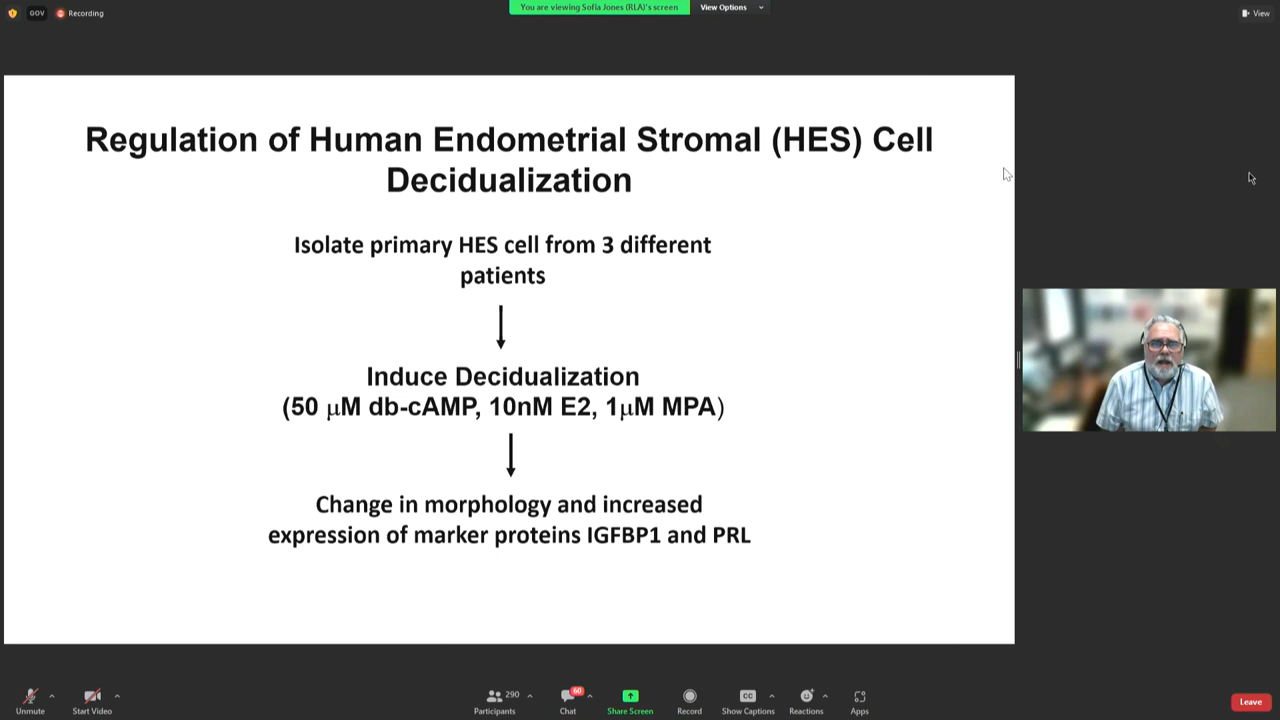 GOV
Recording
You are viewing Sofia Jones (RLA)'s screen
View Options
View
Regulation of Human Endometrial Stromal (HES) Cell
Decidualization
Isolate primary HES cell from 3 different
patients
Induce Decidualization
(50 μM db-cAMP, 10nM E2, 1μM MPA)
Change in morphology and increased
expression of marker proteins IGFBP1 and PRL
Unmute
Start Video
290
Participants
60
Chat
Share Screen
Record
CC
Show Captions
Reactions
Apps
Leave